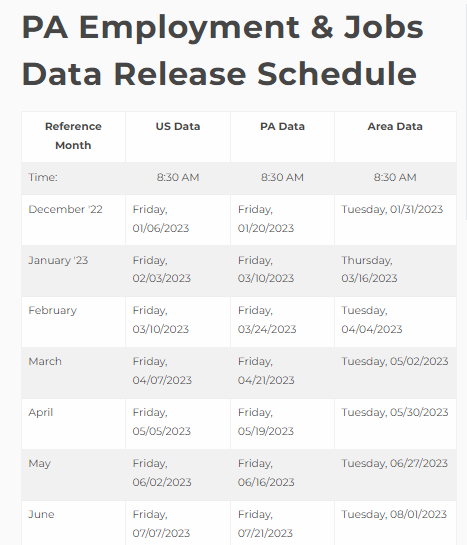 PA Employment & Jobs
Data Release Schedule
Reference
Month
US Data
PA Data
Area Data
Time:
8:30 AM
8:30 AM
8:30 AM
December '22
Friday,
01/06/2023
Friday,
01/20/2023
Tuesday, 01/31/2023
January '23
Friday,
02/03/2023
Friday,
03/10/2023
Thursday,
03/16/2023
February
Friday,
03/10/2023
Friday,
03/24/2023
Tuesday,
04/04/2023
March
Friday,
04/07/2023
Friday,
04/21/2023
Tuesday, 05/02/2023
April
Friday,
05/05/2023
Friday,
05/19/2023
Tuesday, 05/30/2023
May
Friday,
06/02/2023
Friday,
06/16/2023
Tuesday, 06/27/2023
June
Friday,
07/07/2023
Friday,
07/21/2023
Tuesday, 08/01/2023